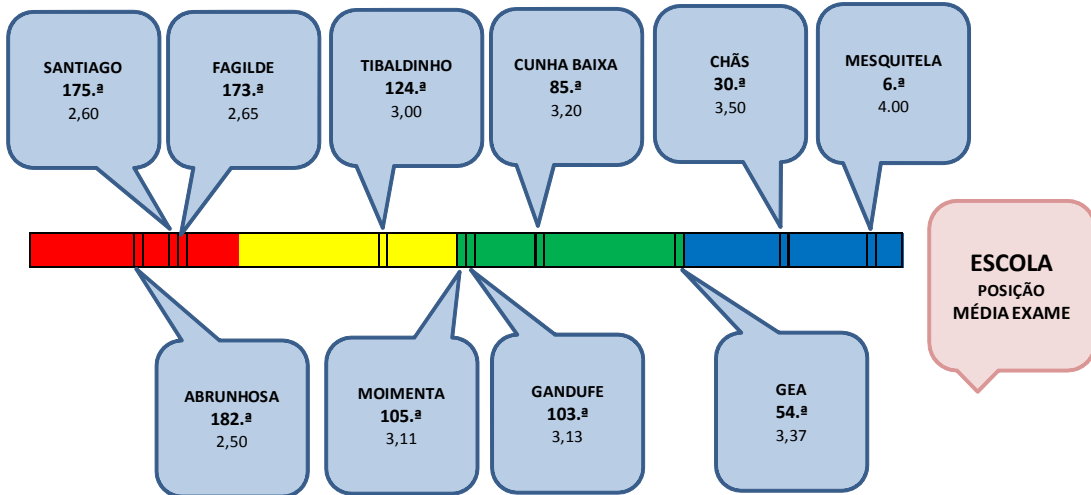 SANTIAGO
175.ª
2,60
FAGILDE
173.ª
2,65
TIBALDINHO
124.ª
3,00
CUNHA BAIXA
85.ª
3,20
CHÃS
30.ª
3,50
MESQUITELA
6.ª
4.00
ESCOLA
POSIÇÃO
MÉDIA EXAME
ABRUNHOSA
182.ª
2,50
MOIMENTA
105.ª
3,11
GANDUFE
103.ª
3,13
GEA
54.ª
3,37